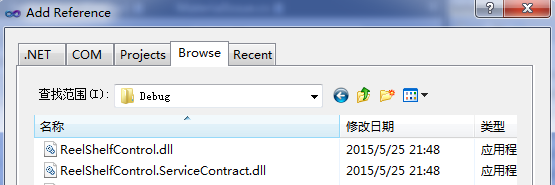 Add Reference
.NET COM Projects Browse Recent
查找范围(I): Debug
名称 修改日期 类型
ReelShelfControl.dll 2015/5/25 21:48 应用程
ReelShelfControl.ServiceContract.dll 2015/5/25 21:48 应用程